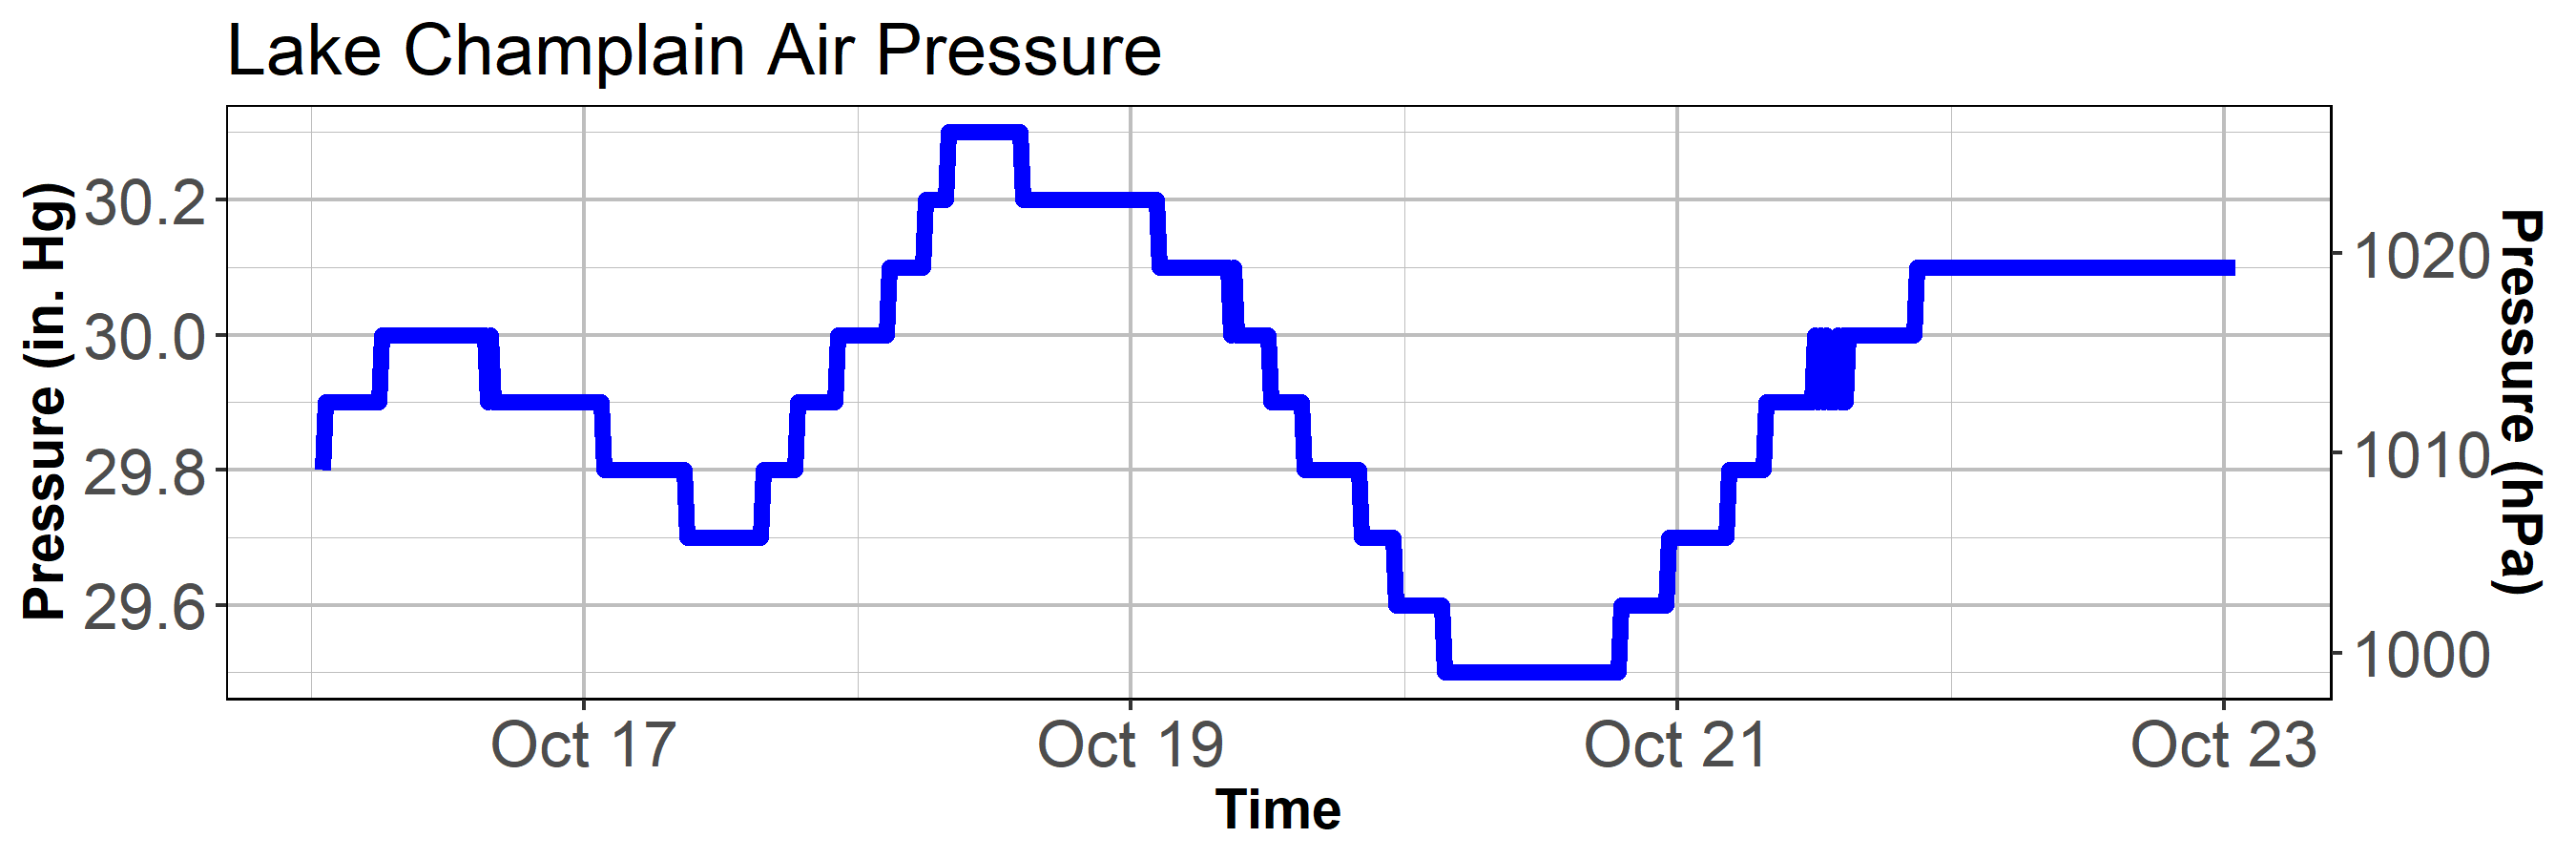 Lake Champlain Air Pressure
Pressure (in. Hg)
30.2
30.0
29.8
29.6
1020
1010
1000
Pressure (hPa)
Oct 17 Oct 19 Oct 21 Oct 23
Time